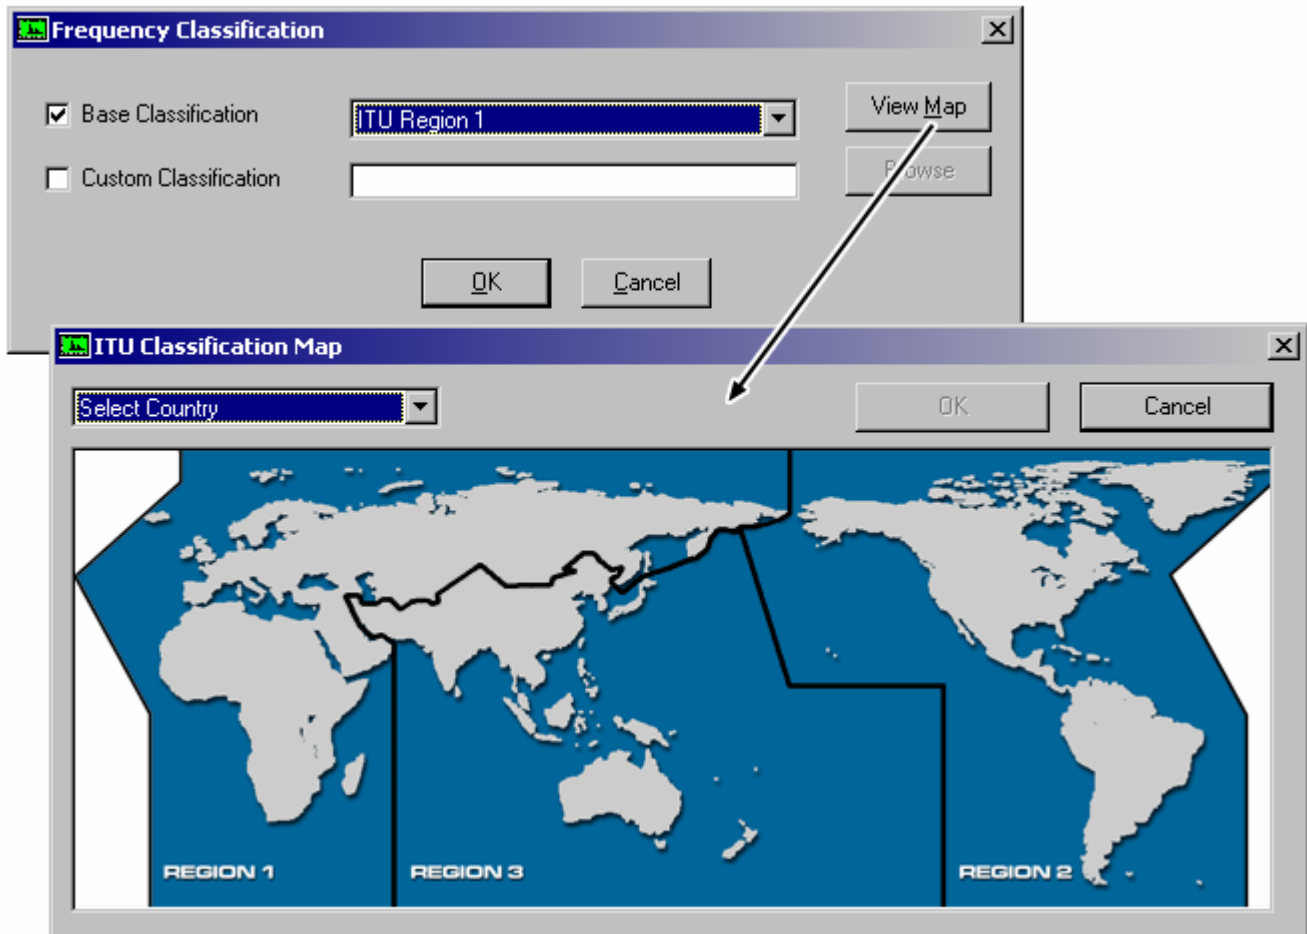 Frequency Classification
Base Classification ITU Region 1 View Map
Custom Classification Browse
OK Cancel
ITU Classification Map
Select Country OK Cancel
REGION 1 REGION 3 REGION 2